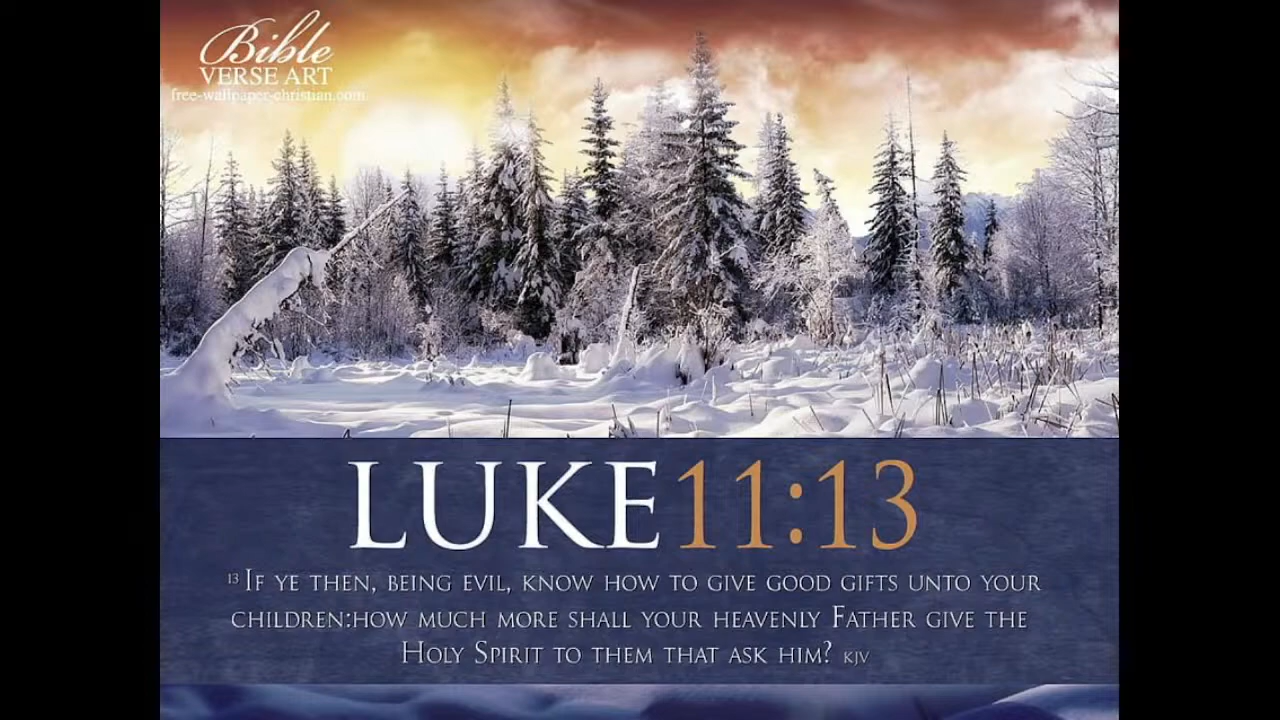 Bible
VERSE ART
free-wallpaper-christian.com
LUKE 11:13
13 IF YE THEN, BEING EVIL, KNOW HOW TO GIVE GOOD GIFTS UNTO YOUR
CHILDREN:HOW MUCH MORE SHALL YOUR HEAVENLY FATHER GIVE THE
HOLY SPIRIT TO THEM THAT ASK HIM? KJV